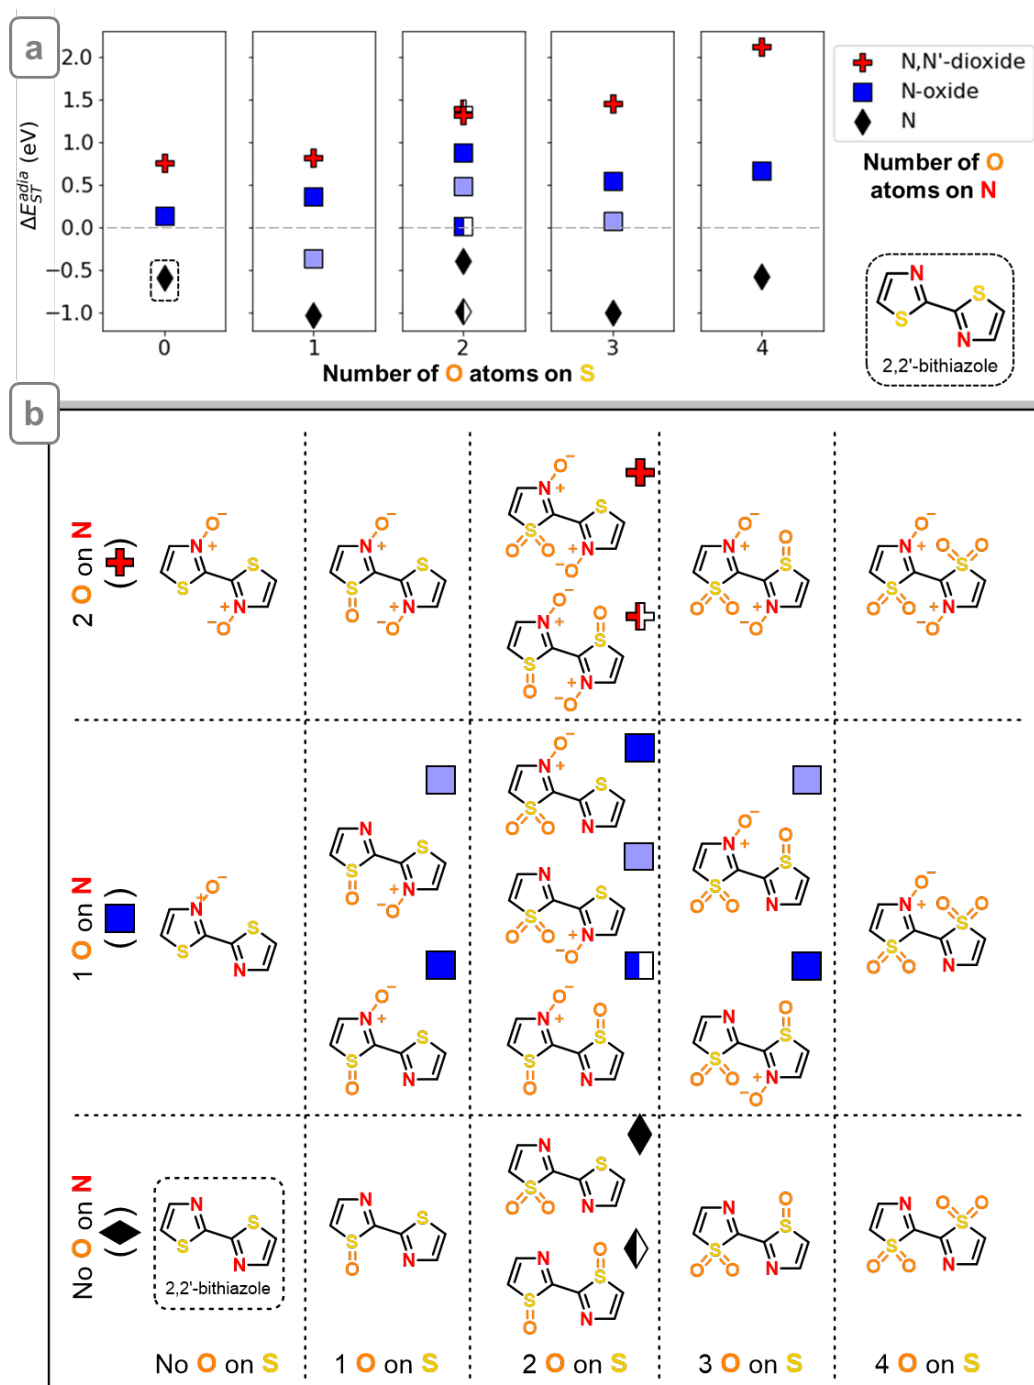 a
ΔE_ST^adia (eV)
2.0
1.5
1.0
0.5
0.0
−0.5
−1.0
0
1
2
3
4
Number of O atoms on S
N,N'-dioxide
N-oxide
N
Number of O
atoms on N
N
S
S
N
2,2'-bithiazole
b
2 O on N
( )
N + O −
S
S
N + − O
N + O −
S
O
S
N + − O
N + O −
S
O O
S
N + − O
N + O −
S
O
O
S
N + − O
N + O −
S
O O
O
S
N + − O
N + O −
S
O O
O O
S
N + − O
1 O on N
( )
N + O −
S
S
N
N
S
O
S
N + − O
N + O −
S
O
S
N
N + O −
S
O O
S
N
N
S
O O
S
N + − O
N + O −
S
O
O
S
N
N + O −
S
O O
O
S
N
N
S
O O
O
S
N + − O
N + O −
S
O O
O O
S
N
No O on N
( )
N
S
S
N
2,2'-bithiazole
N
S
O
S
N
N
S
O O
S
N
N
S
O
O
S
N
N
S
O O
O
S
N
N
S
O O
O O
S
N
No O on S
1 O on S
2 O on S
3 O on S
4 O on S